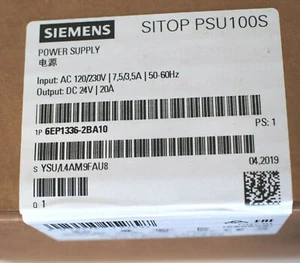 SIEMENS SITOP PSU100S
POWER SUPPLY
电源
Input: AC 120/230V | 7,5/3,5A | 50-60Hz
Output: DC 24V | 20A
1P 6EP1336-2BA10
PS: 1
S YSU/L4AM9FAU8
04.2019
Q 1